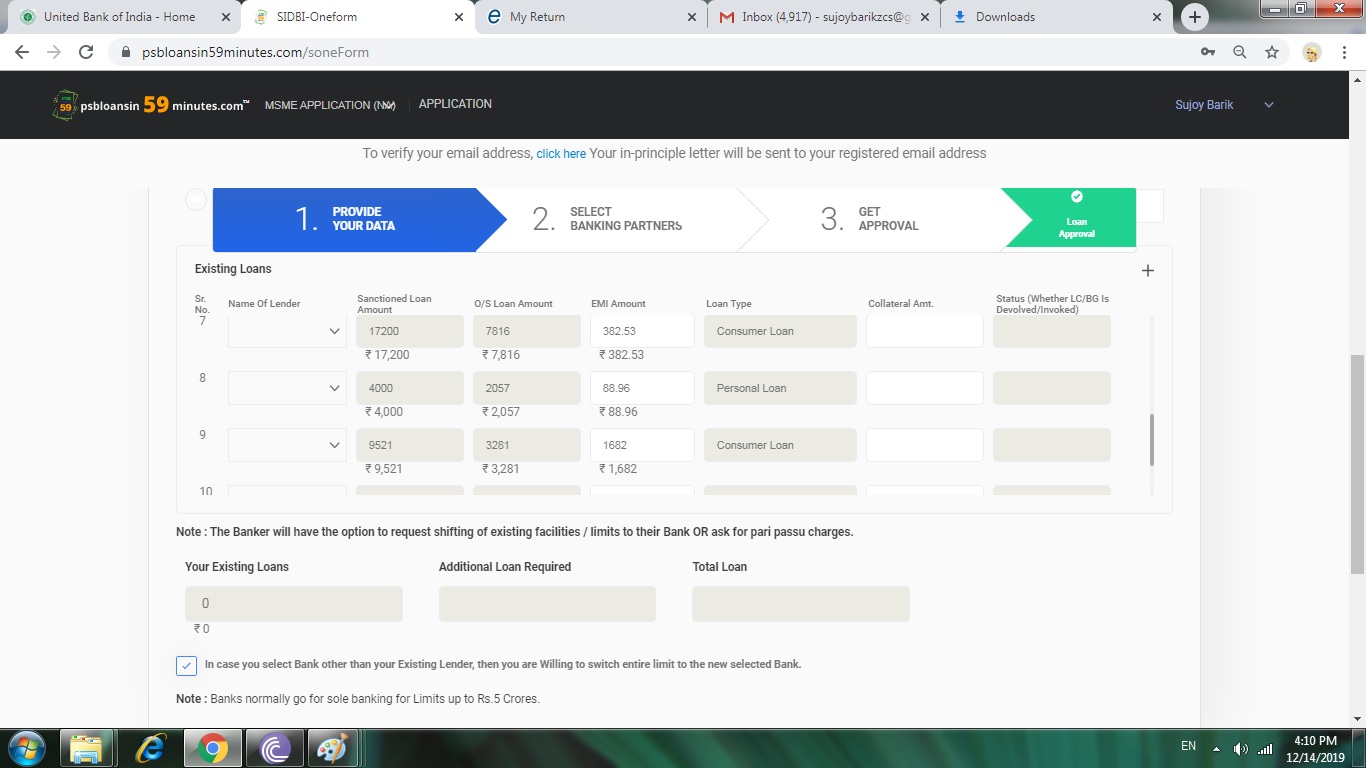 United Bank of India - Home
SIDBI-Oneform
My Return
Inbox (4,917) - sujoybarikzcs@g
Downloads
psbloansin59minutes.com/soneForm
psbloansin 59 minutes.com™
MSME APPLICATION
APPLICATION
Sujoy Barik
To verify your email address, click here Your in-principle letter will be sent to your registered email address
1. PROVIDE YOUR DATA
2. SELECT BANKING PARTNERS
3. GET APPROVAL
Loan Approval
Existing Loans
Sr. No. Name Of Lender Sanctioned Loan Amount O/S Loan Amount EMI Amount Loan Type Collateral Amt. Status (Whether LC/BG Is Devolved/Invoked)
7 17200 7816 382.53 Consumer Loan
₹ 17,200 ₹ 7,816 ₹ 382.53
8 4000 2057 88.96 Personal Loan
₹ 4,000 ₹ 2,057 ₹ 88.96
9 9521 3281 1682 Consumer Loan
₹ 9,521 ₹ 3,281 ₹ 1,682
10
Note : The Banker will have the option to request shifting of existing facilities / limits to their Bank OR ask for pari passu charges.
Your Existing Loans Additional Loan Required Total Loan
0
₹ 0
In case you select Bank other than your Existing Lender, then you are Willing to switch entire limit to the new selected Bank.
Note : Banks normally go for sole banking for Limits up to Rs.5 Crores.
EN
4:10 PM
12/14/2019